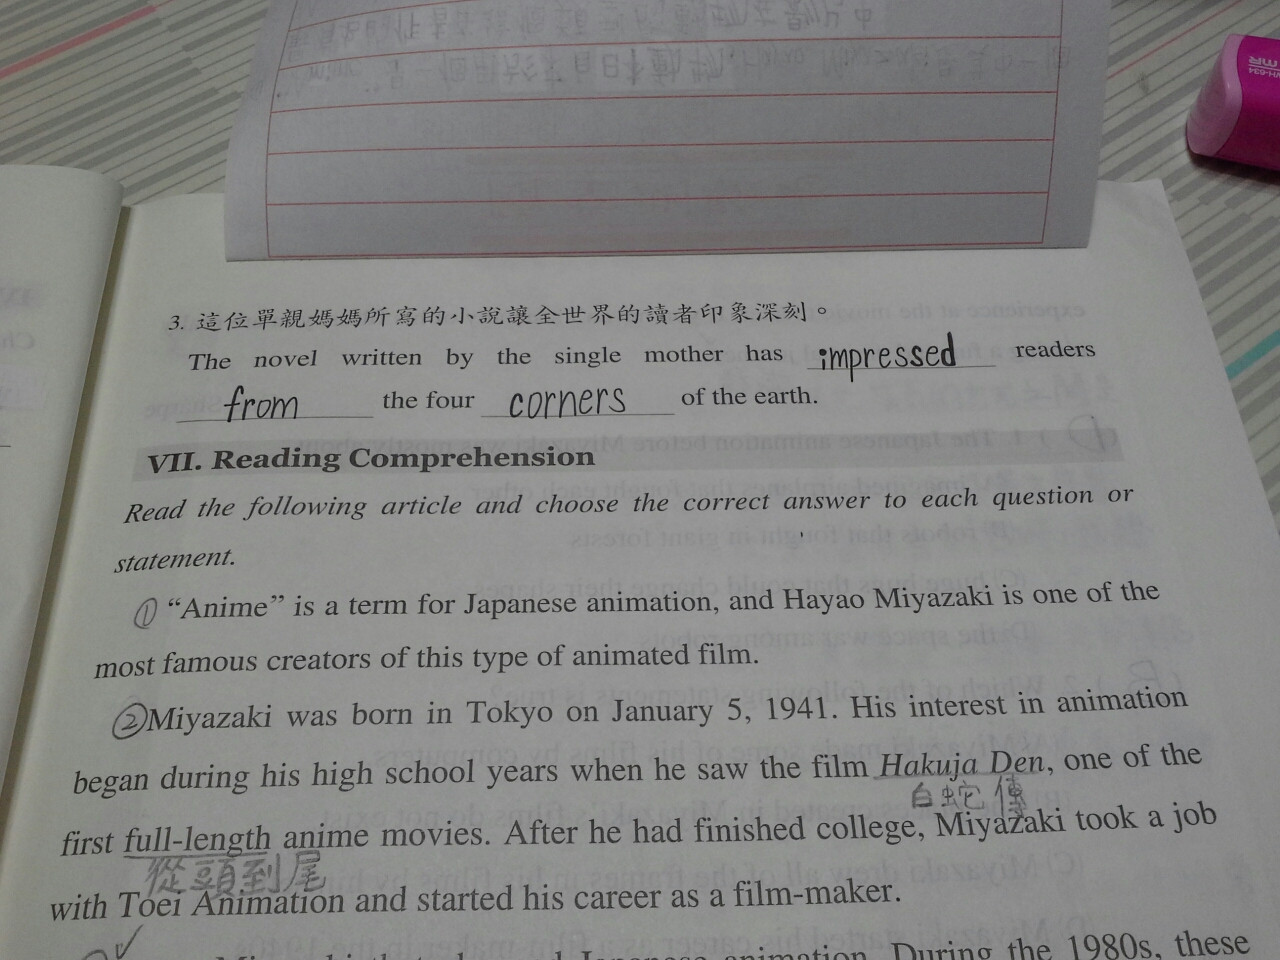 3. 這位單親媽媽所寫的小說讓全世界的讀者印象深刻。
The novel written by the single mother has impressed readers
from the four corners of the earth.
VII. Reading Comprehension
Read the following article and choose the correct answer to each question or
statement.
① “Anime” is a term for Japanese animation, and Hayao Miyazaki is one of the
most famous creators of this type of animated film.
② Miyazaki was born in Tokyo on January 5, 1941. His interest in animation
began during his high school years when he saw the film Hakuja Den, one of the
白蛇傳
first full-length anime movies. After he had finished college, Miyazaki took a job
從頭到尾
with Toei Animation and started his career as a film-maker.
animation. During the 1980s, these